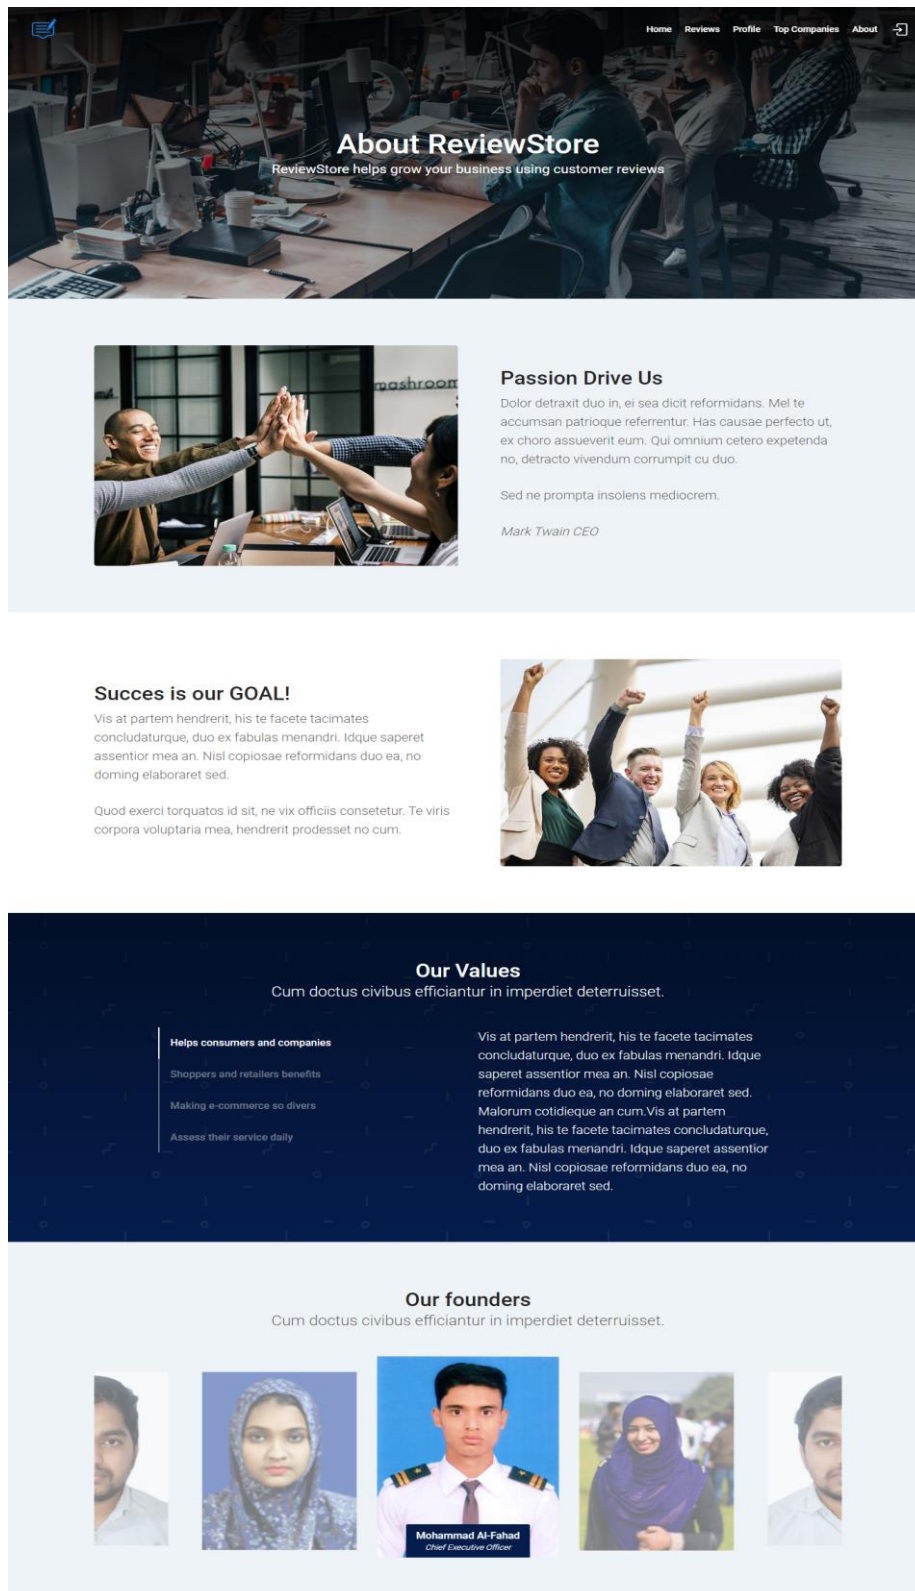 Home Reviews Profile Top Companies About
About ReviewStore
ReviewStore helps grow your business using customer reviews
mashroom
Passion Drive Us
Dolor detraxit duo in, ei sea dicit reformidans. Mel te
accumsan patrioque referrentur. Has causae perfecto ut,
ex choro assueverit eum. Qui omnium cetero expetenda
no, detracto vivendum corrumpit cu duo.
Sed ne prompta insolens mediocrem.
Mark Twain CEO
Succes is our GOAL!
Vis at partem hendrerit, his te facete tacimates
concludaturque, duo ex fabulas menandri. Idque saperet
assentior mea an. Nisl copiosae reformidans duo ea, no
doming elaboraret sed.
Quod exerci torquatos id sit, ne vix officiis consetetur. Te viris
corpora voluptaria mea, hendrerit prodesset no cum.
Our Values
Cum doctus civibus efficiantur in imperdiet deterruisset.
Helps consumers and companies
Shoppers and retailers benefits
Making e-commerce so divers
Assess their service daily
Vis at partem hendrerit, his te facete tacimates
concludaturque, duo ex fabulas menandri. Idque
saperet assentior mea an. Nisl copiosae
reformidans duo ea, no doming elaboraret sed.
Malorum cotidieque an cum.Vis at partem
hendrerit, his te facete tacimates concludaturque,
duo ex fabulas menandri. Idque saperet assentior
mea an. Nisl copiosae reformidans duo ea, no
doming elaboraret sed.
Our founders
Cum doctus civibus efficiantur in imperdiet deterruisset.
Mohammad Al-Fahad
Chief Executive Officer